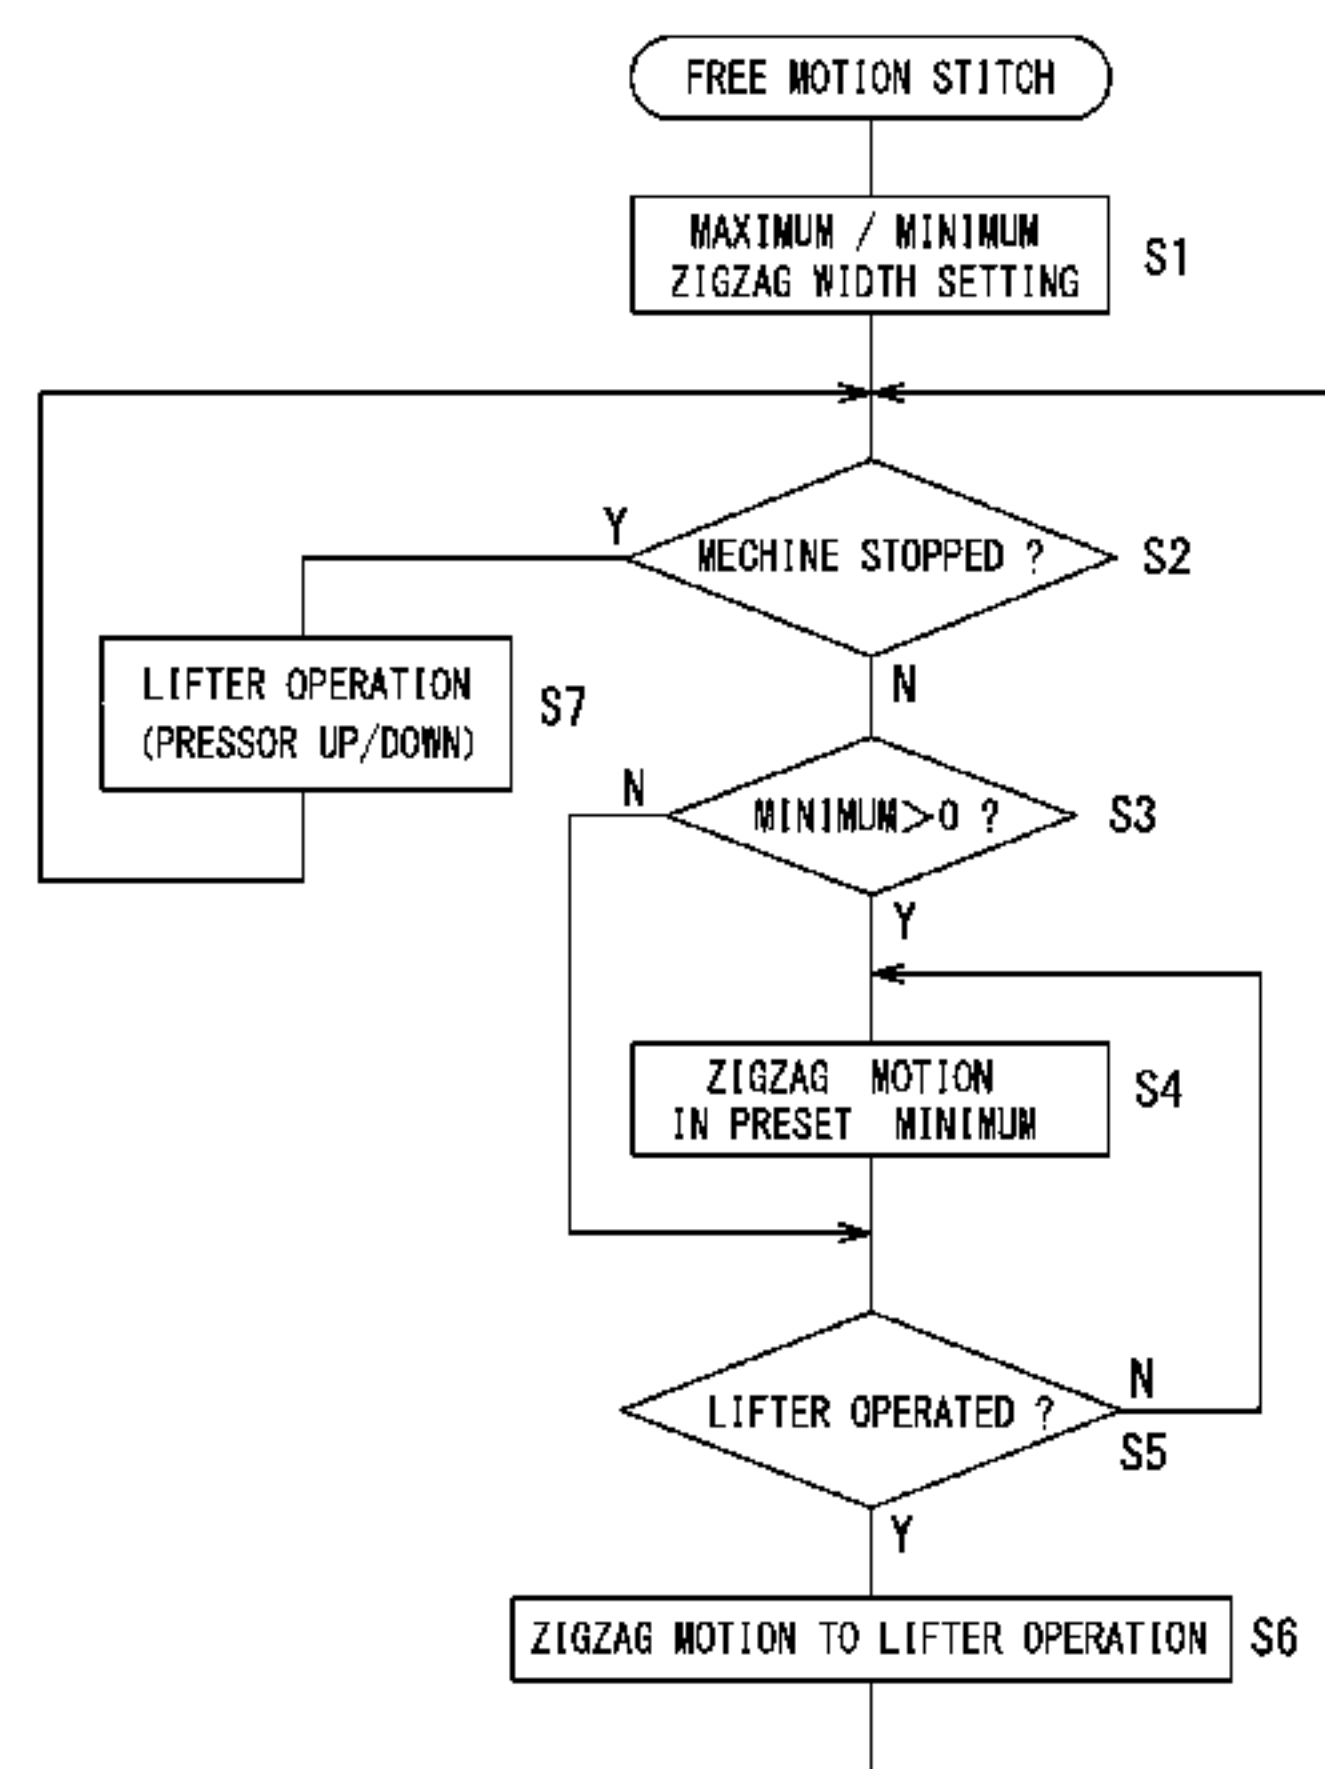 FREE MOTION STITCH
MAXIMUM / MINIMUM
ZIGZAG WIDTH SETTING
S1
Y
MECHINE STOPPED ?
S2
N
LIFTER OPERATION
(PRESSOR UP/DOWN)
S7
N
MINIMUM>0 ?
S3
Y
ZIGZAG MOTION
IN PRESET MINIMUM
S4
LIFTER OPERATED ?
N
S5
Y
ZIGZAG MOTION TO LIFTER OPERATION
S6